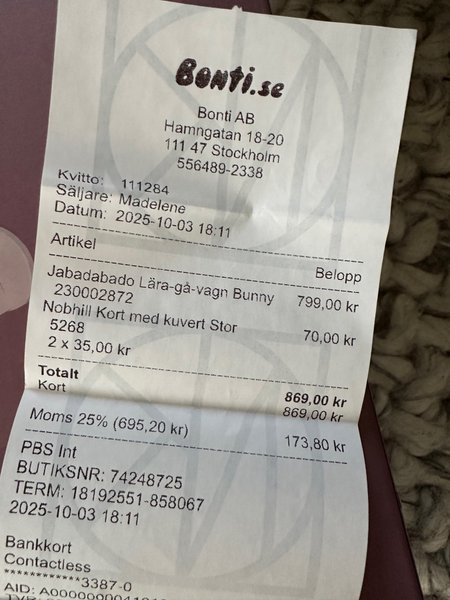 Bonti.se
Bonti AB
Hamngatan 18-20
111 47 Stockholm
556489-2338
Kvitto: 111284
Säljare: Madelene
Datum: 2025-10-03 18:11
Artikel Belopp
Jabadabado Lära-gå-vagn Bunny 799,00 kr
230002872
Nobhill Kort med kuvert Stor 70,00 kr
5268
2 x 35,00 kr
Totalt 869,00 kr
Kort 869,00 kr
Moms 25% (695,20 kr) 173,80 kr
PBS Int
BUTIKSNR: 74248725
TERM: 18192551-858067
2025-10-03 18:11
Bankkort
Contactless
************3387-0
AID: